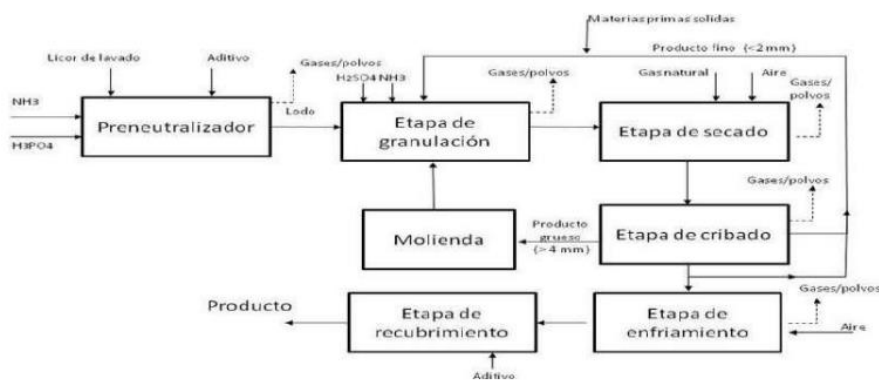 Materias primas solidas
Licor de lavado
Aditivo
Gases/polvos
H2SO4 NH3
Gases/polvos
Producto fino (<2 mm)
Gas natural
Aire
Gases/
polvos
NH3
H3PO4
Preneutralizador
Lodo
Etapa de
granulación
Etapa de secado
Gases/polvos
Molienda
Producto
grueso
(>4 mm)
Etapa de cribado
Gases/polvos
Producto
Etapa de
recubrimiento
Etapa de
enfriamiento
Aire
Aditivo